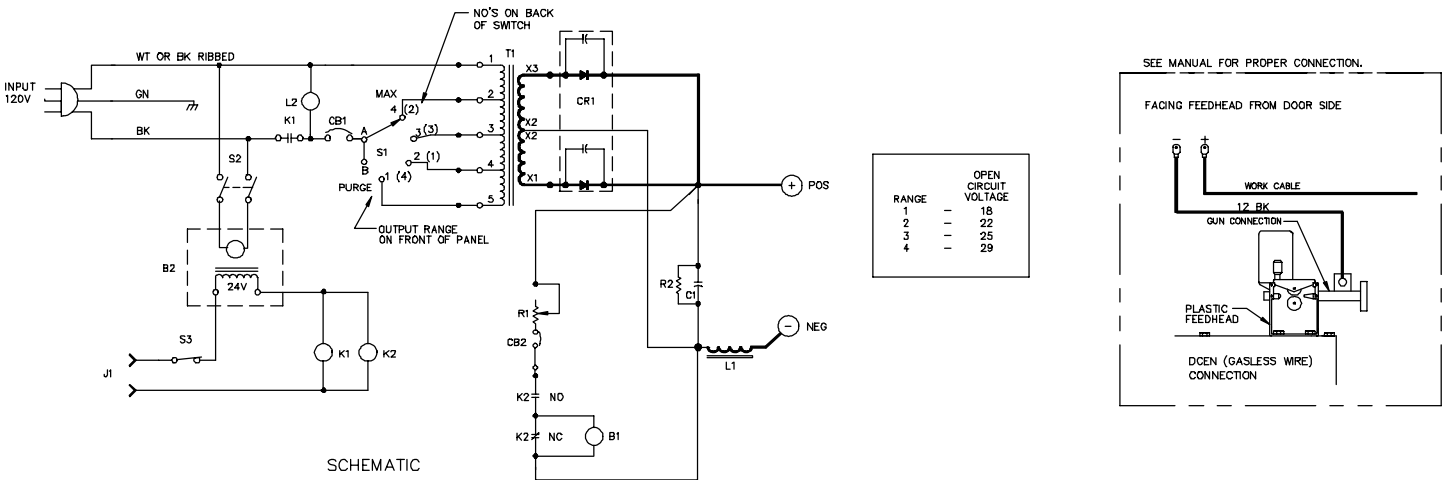 NO'S ON BACK
OF SWITCH
WT OR BK RIBBED
INPUT
120V
GN
BK
L2
K1
CB1
MAX
4 (2)
A
3 (3)
S1
B
2 (1)
1 (4)
PURGE
OUTPUT RANGE
ON FRONT OF PANEL
T1
1
2
3
4
5
X3
X2
X2
X1
CR1
+ POS
S2
B2
24V
S3
J1
K1
K2
R1
CB2
K2 NO
K2 NC
B1
R2
C1
- NEG
L1
SCHEMATIC
RANGE
OPEN
CIRCUIT
VOLTAGE
1 - 18
2 - 22
3 - 25
4 - 29
SEE MANUAL FOR PROPER CONNECTION.
FACING FEEDHEAD FROM DOOR SIDE
- +
WORK CABLE
12 BK
GUN CONNECTION
PLASTIC
FEEDHEAD
DCEN (GASLESS WIRE)
CONNECTION